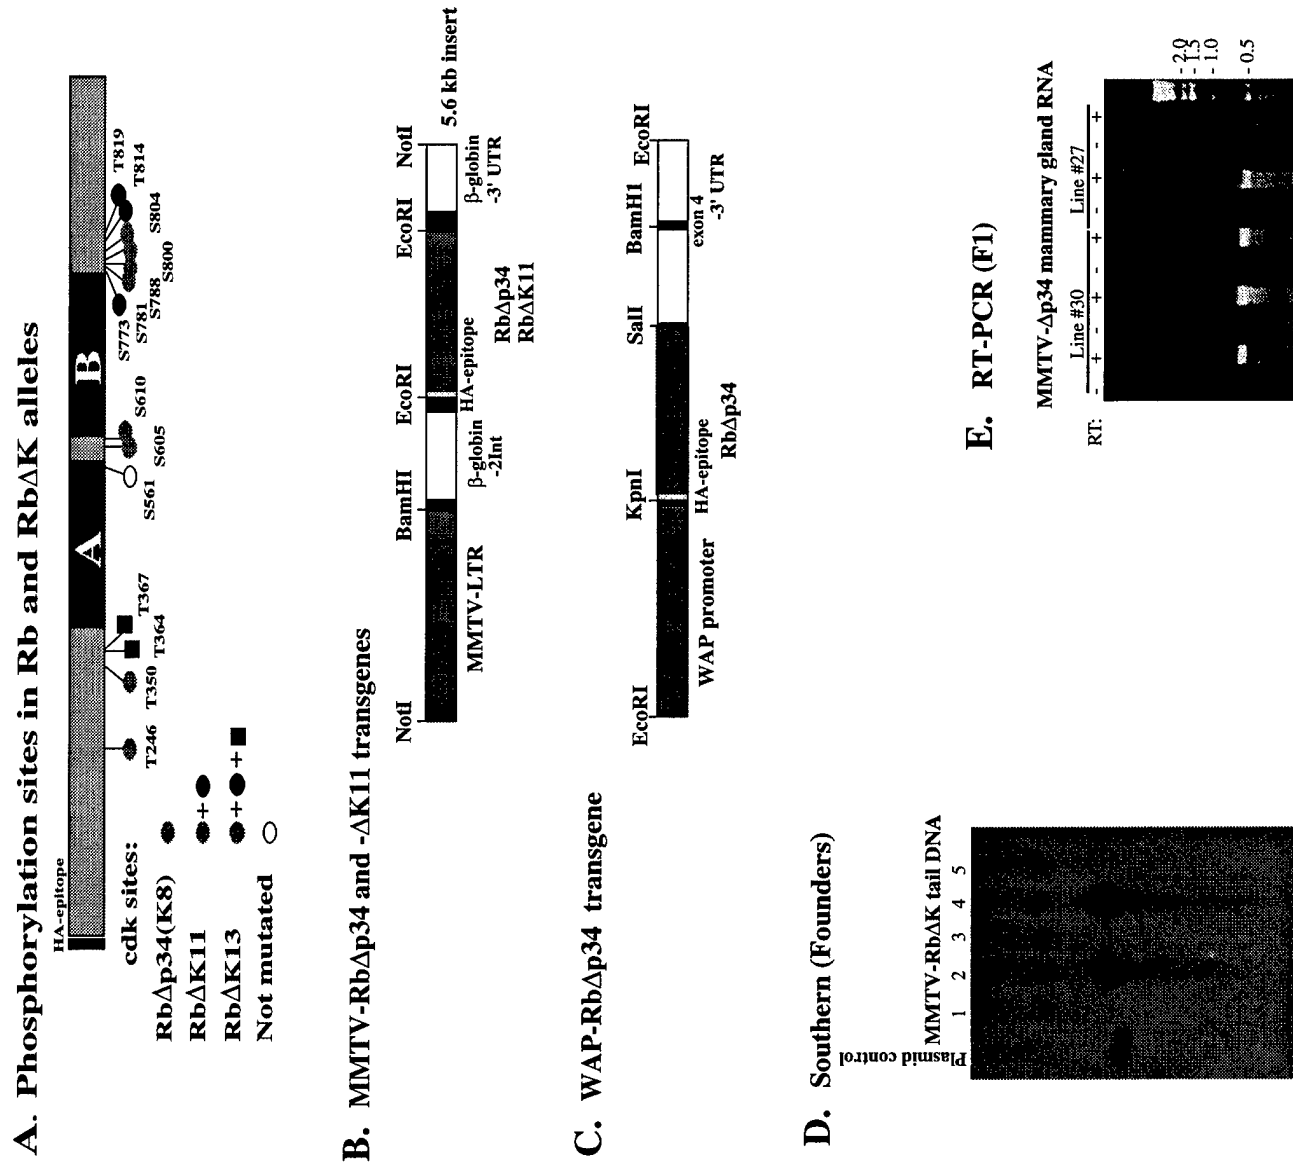 A. Phosphorylation sites in Rb and RbΔK alleles
HA-epitope
A
B
T246
T350
T364
T367
S561
S605
S610
S773
S781
S788
S800
S804
T814
T819
cdk sites:
RbΔp34(K8)
RbΔK11 +
RbΔK13 + +
Not mutated
B. MMTV-RbΔp34 and -ΔK11 transgenes
NotI BamHI EcoRI EcoRI NotI
5.6 kb insert
MMTV-LTR
β-globin
-2Int
HA-epitope
RbΔp34
RbΔK11
β-globin
-3' UTR
C. WAP-RbΔp34 transgene
EcoRI KpnI SalI BamH1 EcoRI
WAP promoter
HA-epitope
RbΔp34
exon 4
-3' UTR
D. Southern (Founders)
MMTV-RbΔK tail DNA
Plasmid control
1 2 3 4 5
E. RT-PCR (F1)
MMTV-Δp34 mammary gland RNA
Line #30 Line #27
RT: - + - + - + - + - +
- 2.0
- 1.5
- 1.0
- 0.5